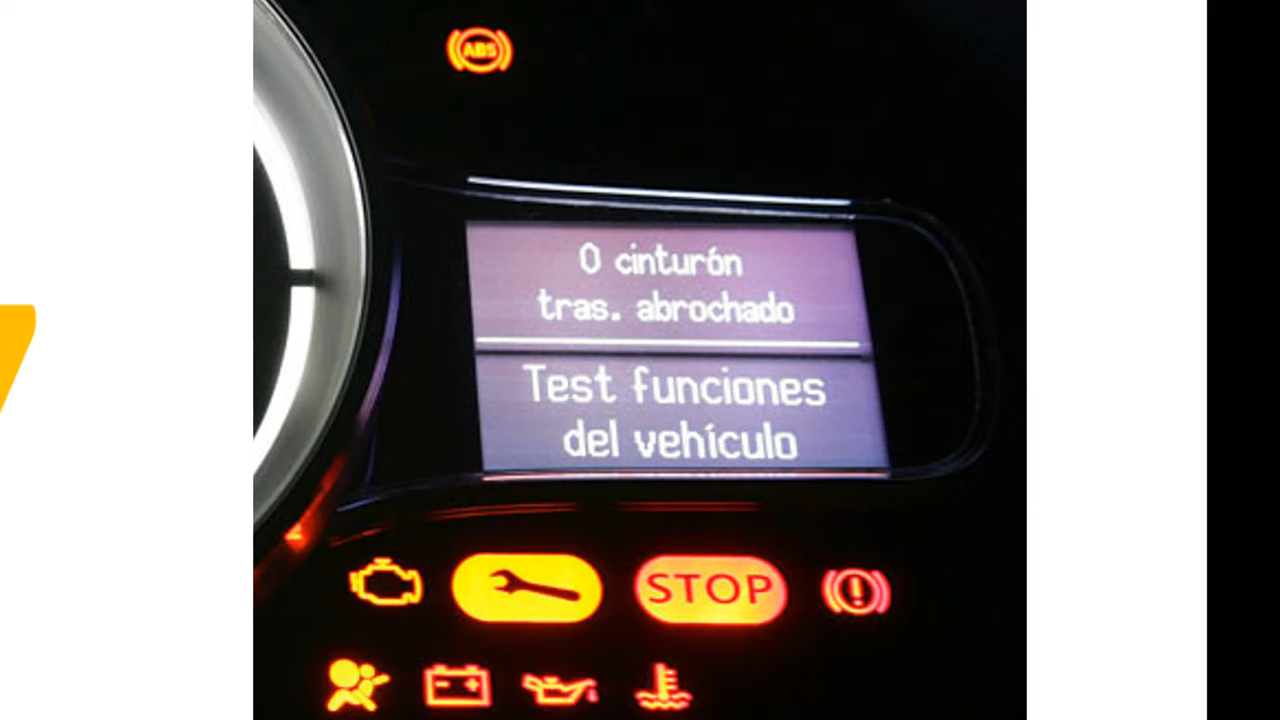 ABS
0 cinturón
tras. abrochado
Test funciones
del vehículo
STOP